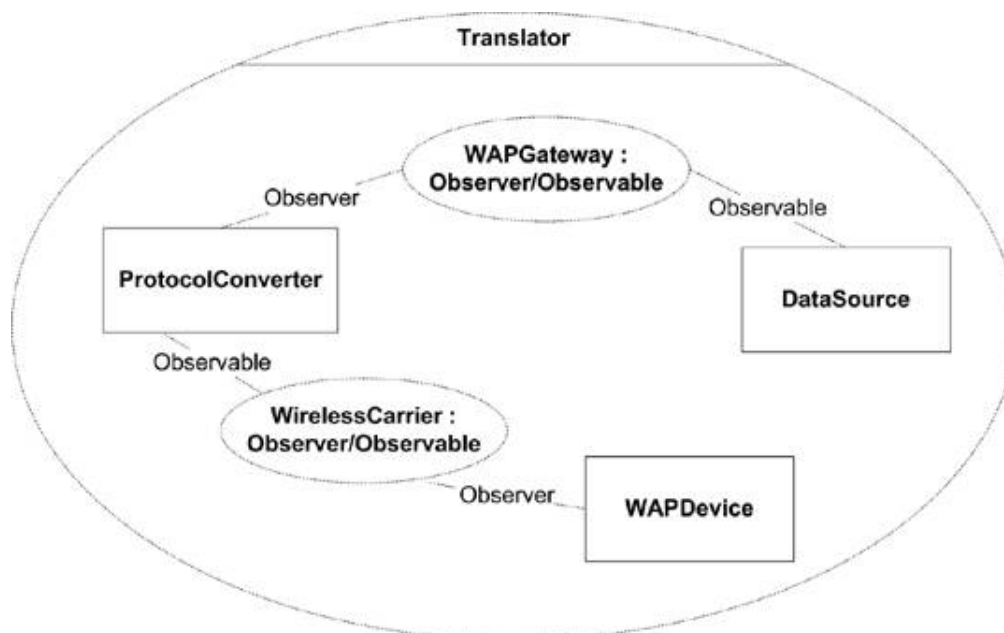 Translator
WAPGateway :
Observer/Observable
Observer
Observable
ProtocolConverter
DataSource
Observable
WirelessCarrier :
Observer/Observable
Observer
WAPDevice